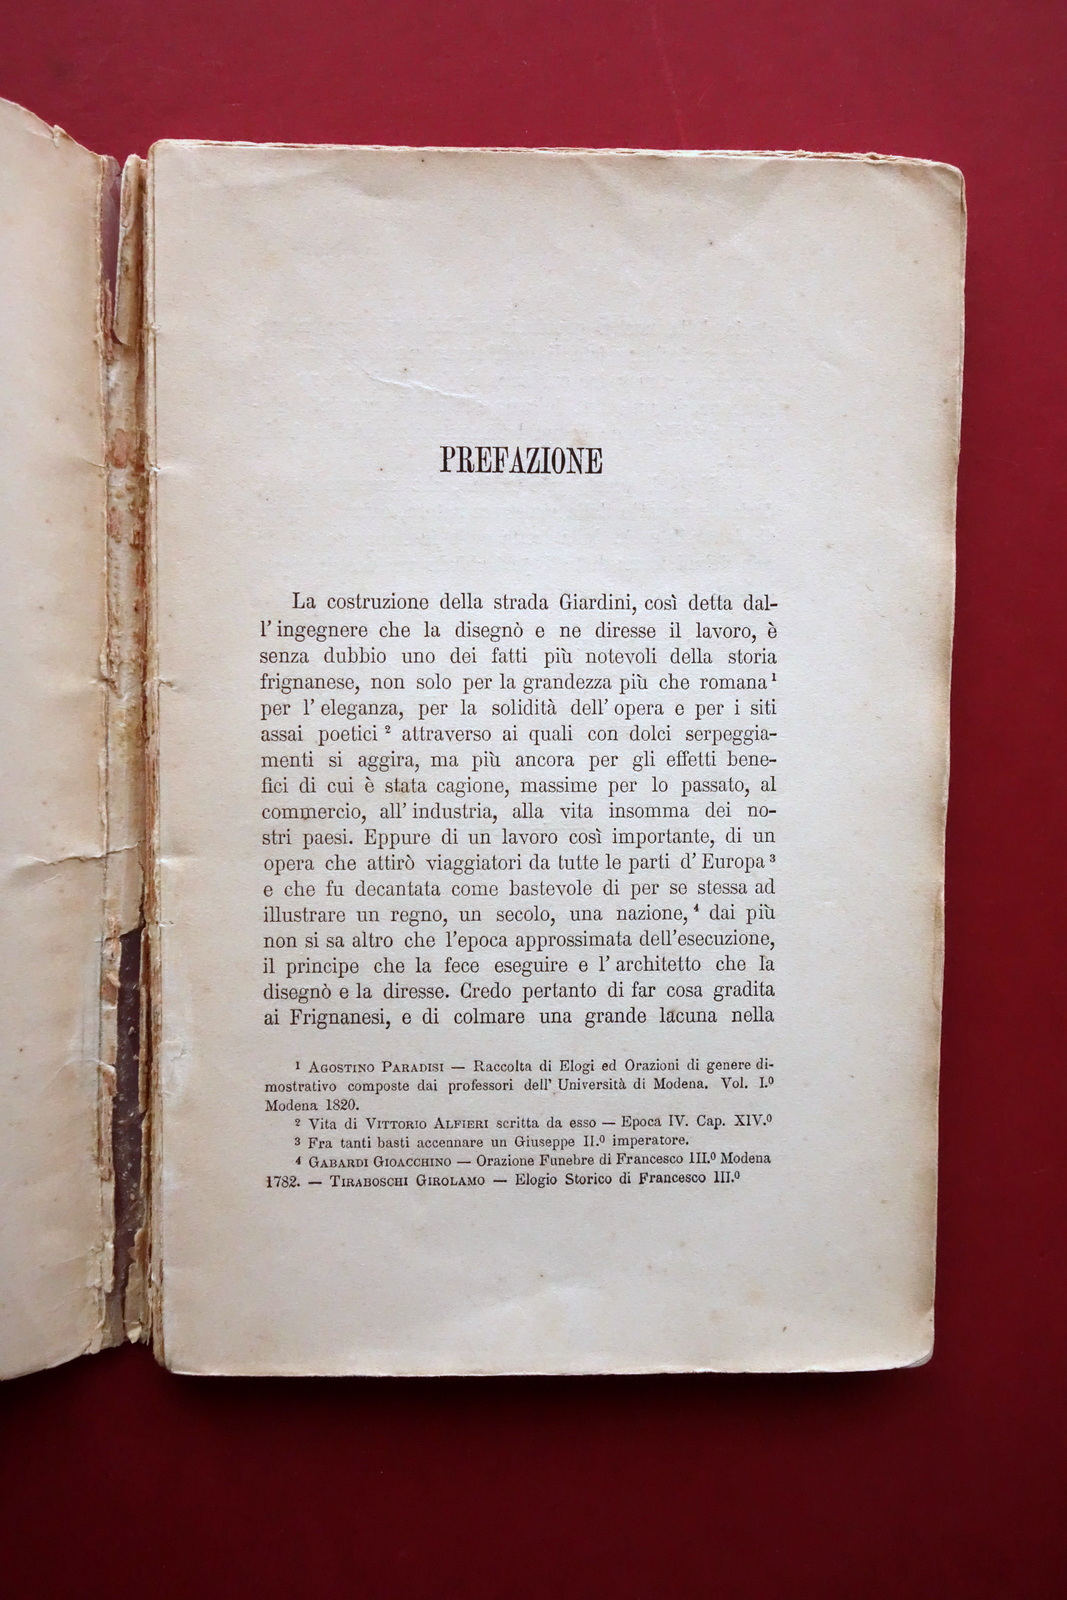 PREFAZIONE
La costruzione della strada Giardini, così detta dal-
l' ingegnere che la disegnò e ne diresse il lavoro, è
senza dubbio uno dei fatti più notevoli della storia
frignanese, non solo per la grandezza più che romana¹
per l' eleganza, per la solidità dell' opera e per i siti
assai poetici ² attraverso ai quali con dolci serpeggia-
menti si aggira, ma più ancora per gli effetti bene-
fici di cui è stata cagione, massime per lo passato, al
commercio, all' industria, alla vita insomma dei no-
stri paesi. Eppure di un lavoro così importante, di un
opera che attirò viaggiatori da tutte le parti d' Europa ³
e che fu decantata come bastevole di per se stessa ad
illustrare un regno, un secolo, una nazione, ⁴ dai più
non si sa altro che l'epoca approssimata dell'esecuzione,
il principe che la fece eseguire e l' architetto che la
disegnò e la diresse. Credo pertanto di far cosa gradita
ai Frignanesi, e di colmare una grande lacuna nella
¹ AGOSTINO PARADISI — Raccolta di Elogi ed Orazioni di genere di-
mostrativo composte dai professori dell' Università di Modena. Vol. I.º
Modena 1820.
² Vita di VITTORIO ALFIERI scritta da esso — Epoca IV. Cap. XIV.º
³ Fra tanti basti accennare un Giuseppe II.º imperatore.
⁴ GABARDI GIOACCHINO — Orazione Funebre di Francesco III.º Modena
1782. — TIRABOSCHI GIROLAMO — Elogio Storico di Francesco III.º